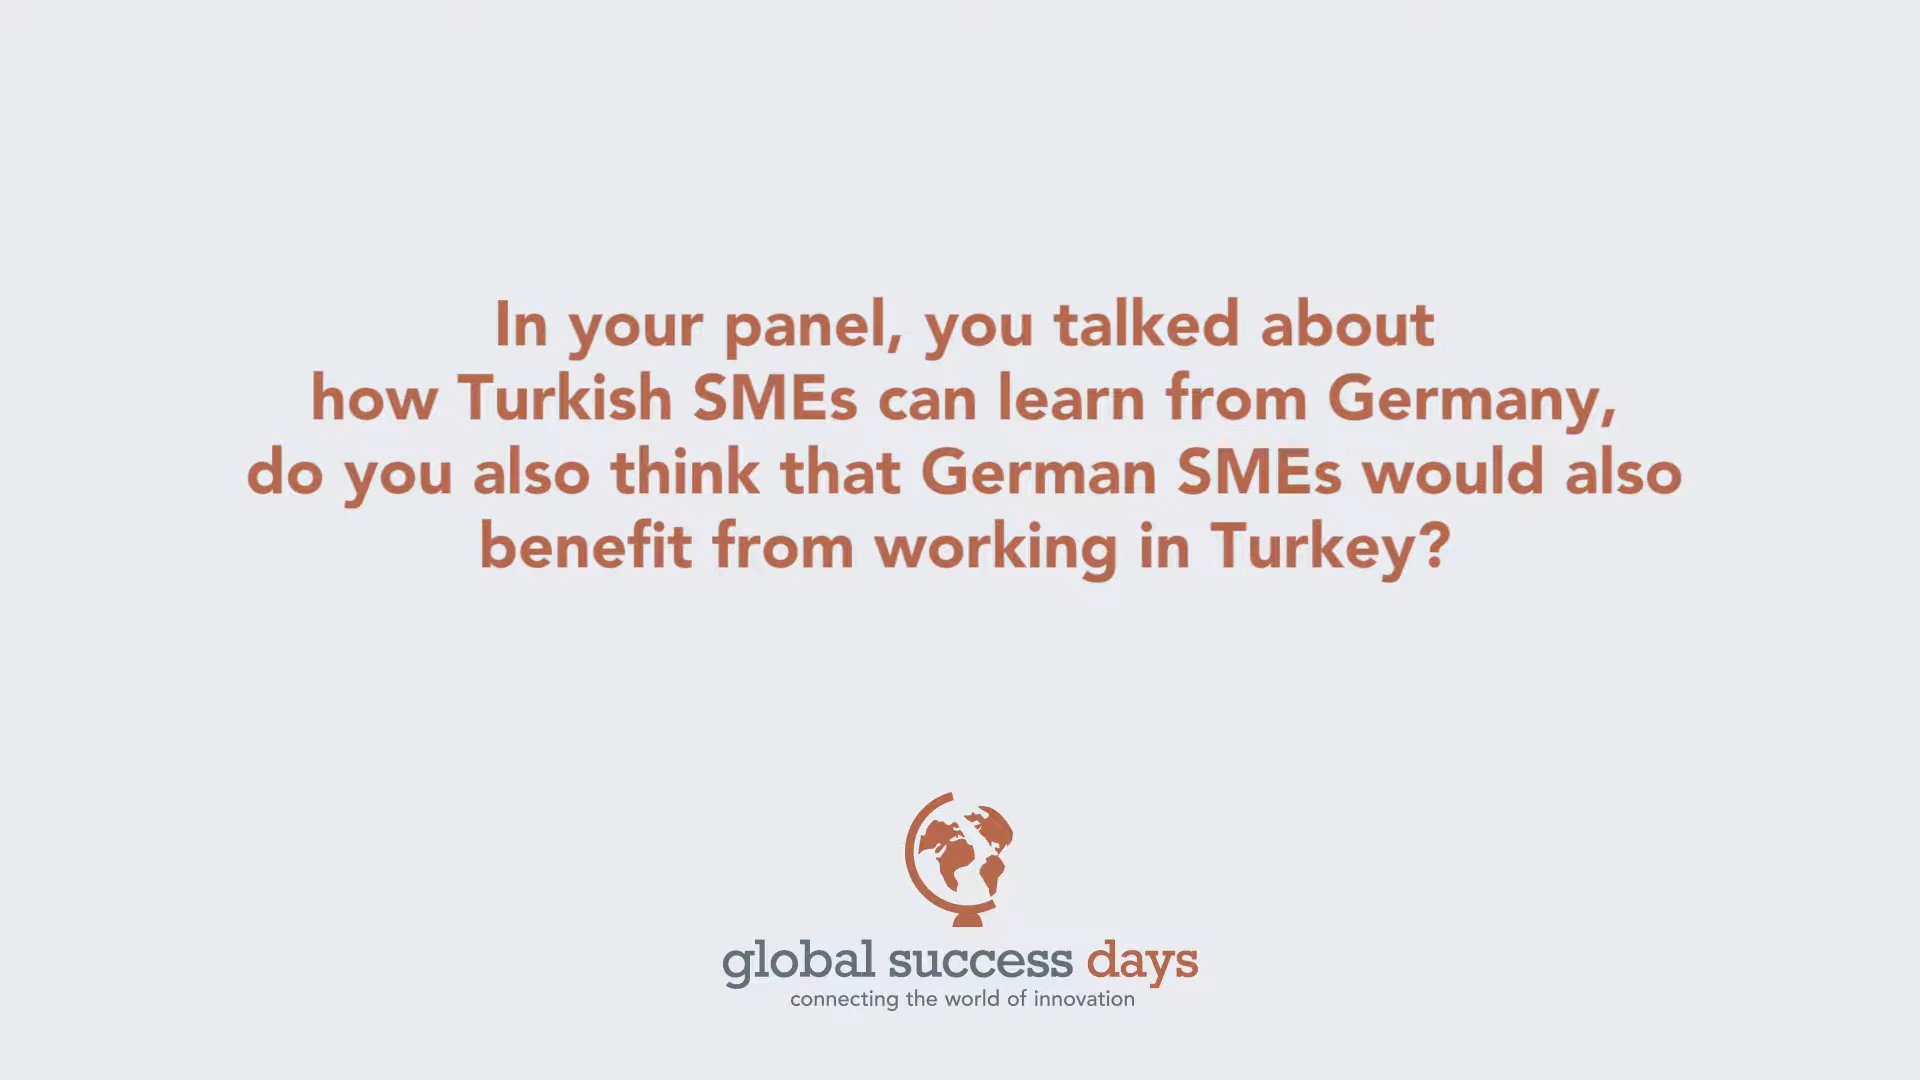 In your panel, you talked about
how Turkish SMEs can learn from Germany,
do you also think that German SMEs would also
benefit from working in Turkey?
global success days
connecting the world of innovation